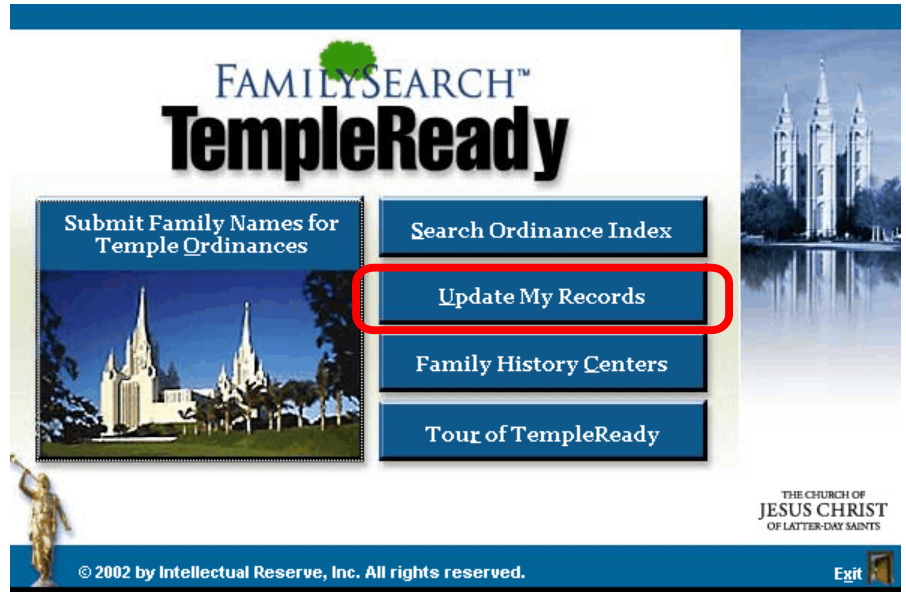 FAMILYSEARCH™
TempleReady
Submit Family Names for
Temple Ordinances
Search Ordinance Index
Update My Records
Family History Centers
Tour of TempleReady
THE CHURCH OF
JESUS CHRIST
OF LATTER-DAY SAINTS
© 2002 by Intellectual Reserve, Inc. All rights reserved.
Exit